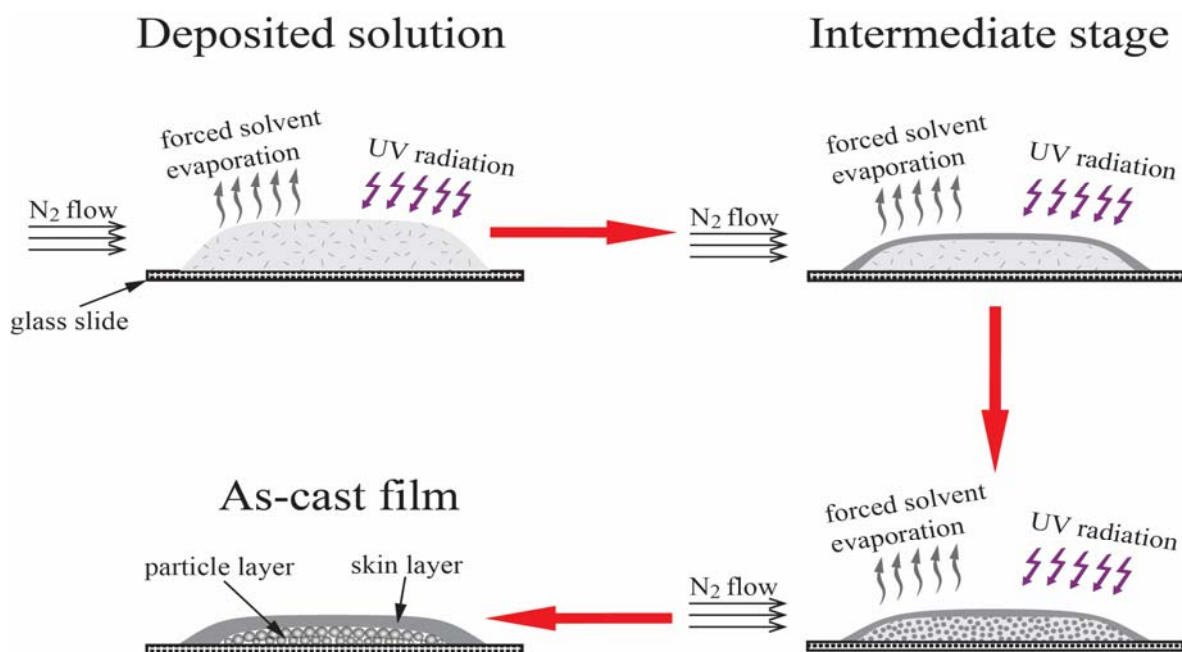 Deposited solution
Intermediate stage
forced solvent
evaporation
UV radiation
N₂ flow
glass slide
forced solvent
evaporation
UV radiation
N₂ flow
As-cast film
particle layer
skin layer
forced solvent
evaporation
UV radiation
N₂ flow